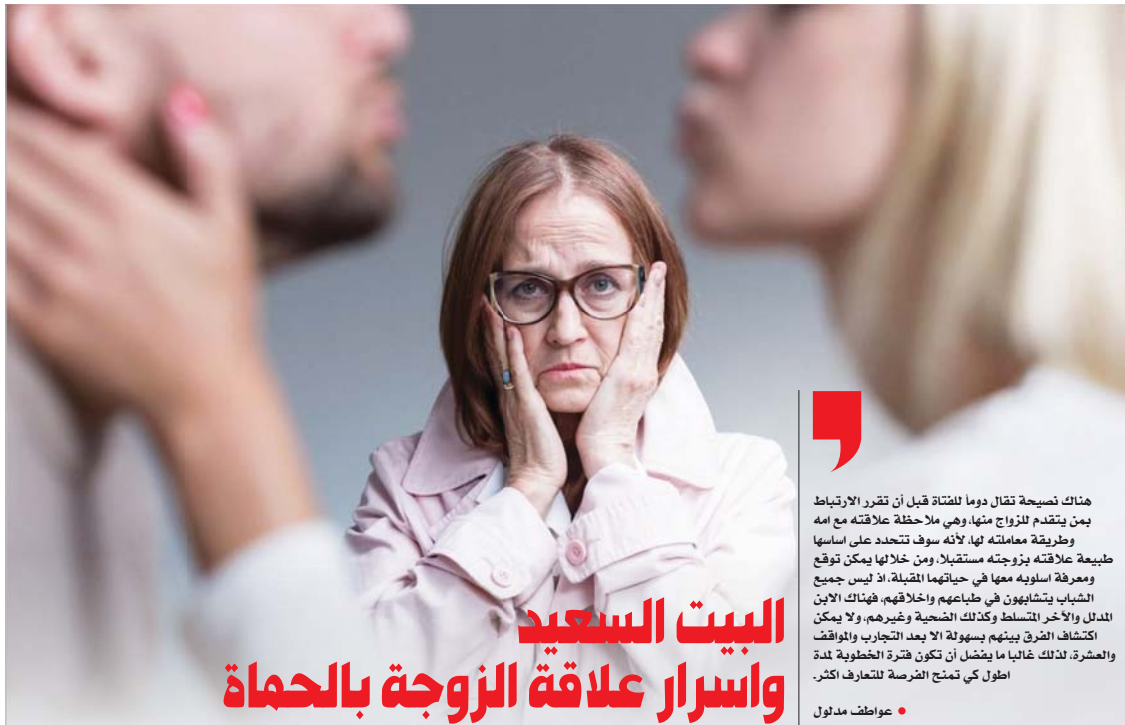 هناك نصيحة تقال دوماً للفتاة قبل أن تقرر الارتباط
بمن يتقدم للزواج منها، وهي ملاحظة علاقته مع امه
وطريقة معاملته لها، لأنه سوف تتحدد على اساسها
طبيعة علاقته بزوجته مستقبلا، ومن خلالها يمكن توقع
ومعرفة اسلوبه معها في حياتهما المقبلة، اذ ليس جميع
الشباب يتشابهون في طباعهم واخلاقهم، فهناك الابن
المدلل والآخر المتسلط وكذلك الضحية وغيرهم، ولا يمكن
اكتشاف الفرق بينهم بسهولة الا بعد التجارب والمواقف
والعشرة، لذلك غالبا ما يفضل أن تكون فترة الخطوبة لمدة
اطول كي تمنح الفرصة للتعارف اكثر.
● عواطف مدلول
البيت السعيد
واسرار علاقة الزوجة بالحماة